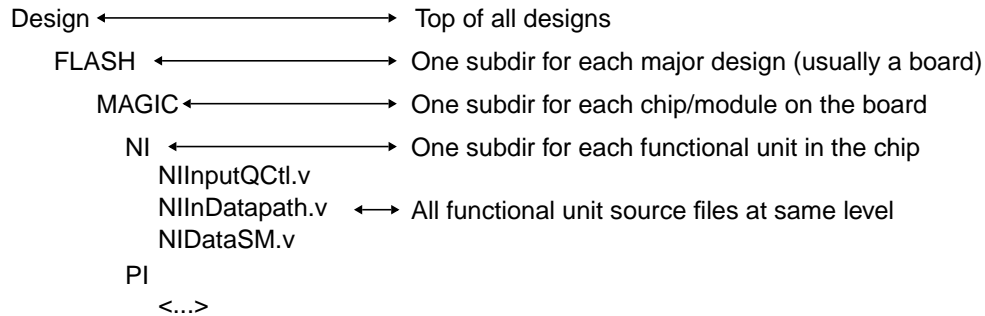 Design Top of all designs
FLASH One subdir for each major design (usually a board)
MAGIC One subdir for each chip/module on the board
NI One subdir for each functional unit in the chip
NIInputQCtl.v
NIInDatapath.v All functional unit source files at same level
NIDataSM.v
PI
<...>